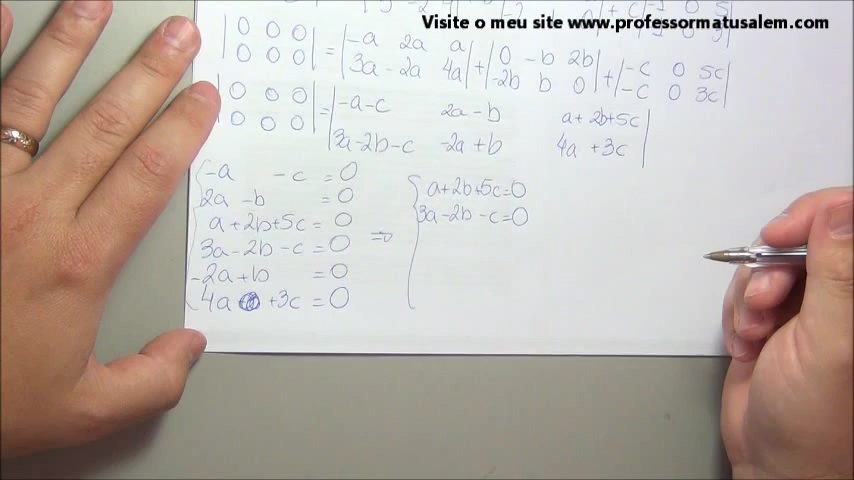 Visite o meu site www.professormatusalem.com
|0 0 0| = |-a 2a a| + |0 -b 2b| + |-c 0 5c|
|0 0 0| |3a -2a 4a| |-2b b 0| |-c 0 3c|
|0 0 0| = |-a-c 2a-b a+2b+5c|
|0 0 0| |3a-2b-c -2a+b 4a +3c|
-a -c = 0
2a -b = 0
a+2b+5c = 0
3a-2b-c = 0
-2a+b = 0
4a +3c = 0
⇒
a+2b+5c=0
3a-2b-c=0